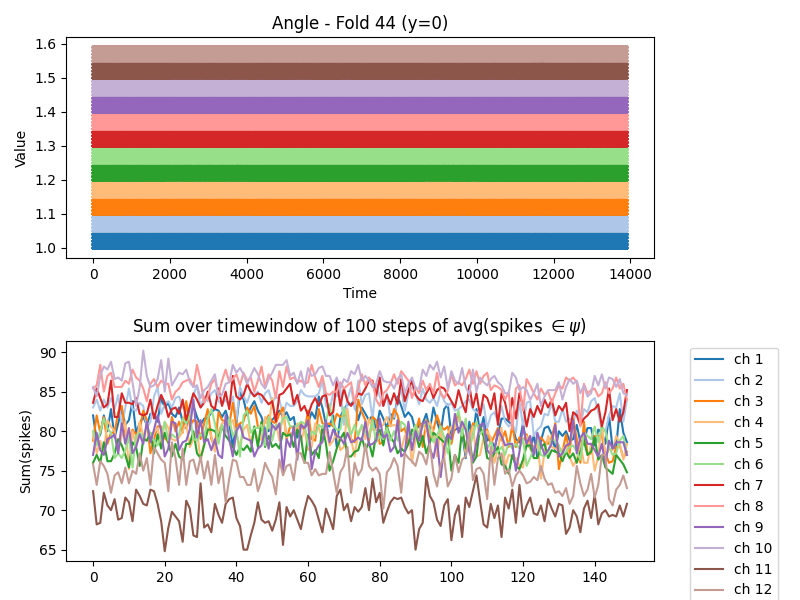 Angle - Fold 44 (y=0)
1.6
1.5
1.4
1.3
1.2
1.1
1.0
Value
0 2000 4000 6000 8000 10000 12000 14000
Time
Sum over timewindow of 100 steps of avg(spikes ∈ψ)
90
85
80
75
70
65
Sum(spikes)
0 20 40 60 80 100 120 140
ch 1
ch 2
ch 3
ch 4
ch 5
ch 6
ch 7
ch 8
ch 9
ch 10
ch 11
ch 12